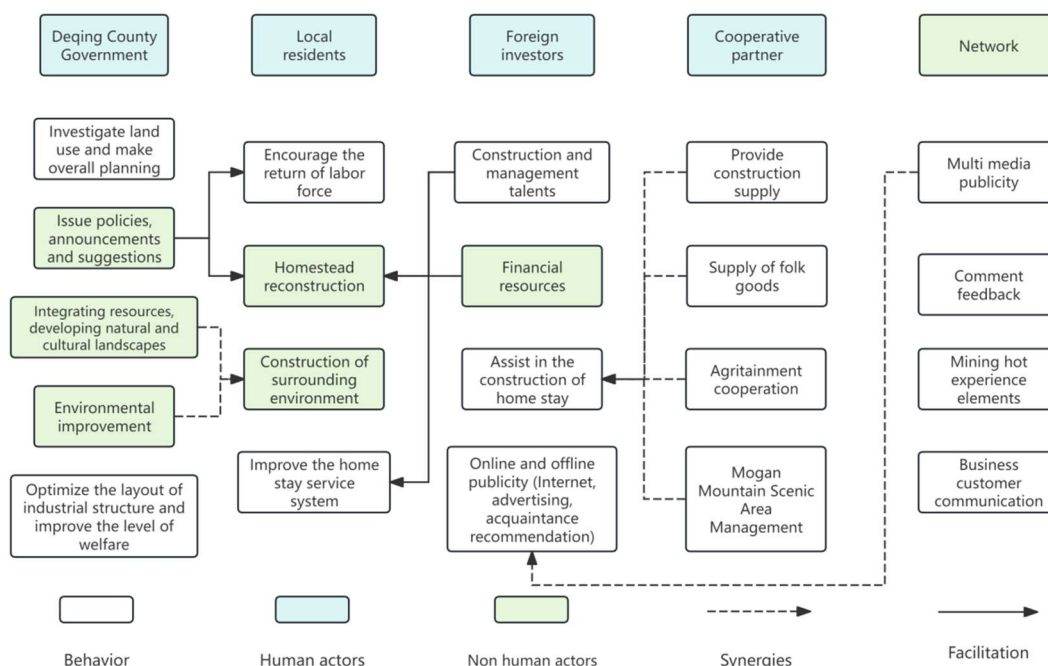 Deqing County
Government
Local
residents
Foreign
investors
Cooperative
partner
Network
Investigate land
use and make
overall planning
Encourage the
return of labor
force
Construction and
management
talents
Provide
construction
supply
Multi media
publicity
Issue policies,
announcements
and suggestions
Homestead
reconstruction
Financial
resources
Supply of folk
goods
Comment
feedback
Integrating resources,
developing natural and
cultural landscapes
Construction of
surrounding
environment
Assist in the
construction of
home stay
Agritainment
cooperation
Mining hot
experience
elements
Environmental
improvement
Optimize the layout of
industrial structure and
improve the level of
welfare
Improve the home
stay service
system
Online and offline
publicity (Internet,
advertising,
acquaintance
recommendation)
Mogan
Mountain Scenic
Area
Management
Business
customer
communication
Behavior
Human actors
Non human actors
Synergies
Facilitation